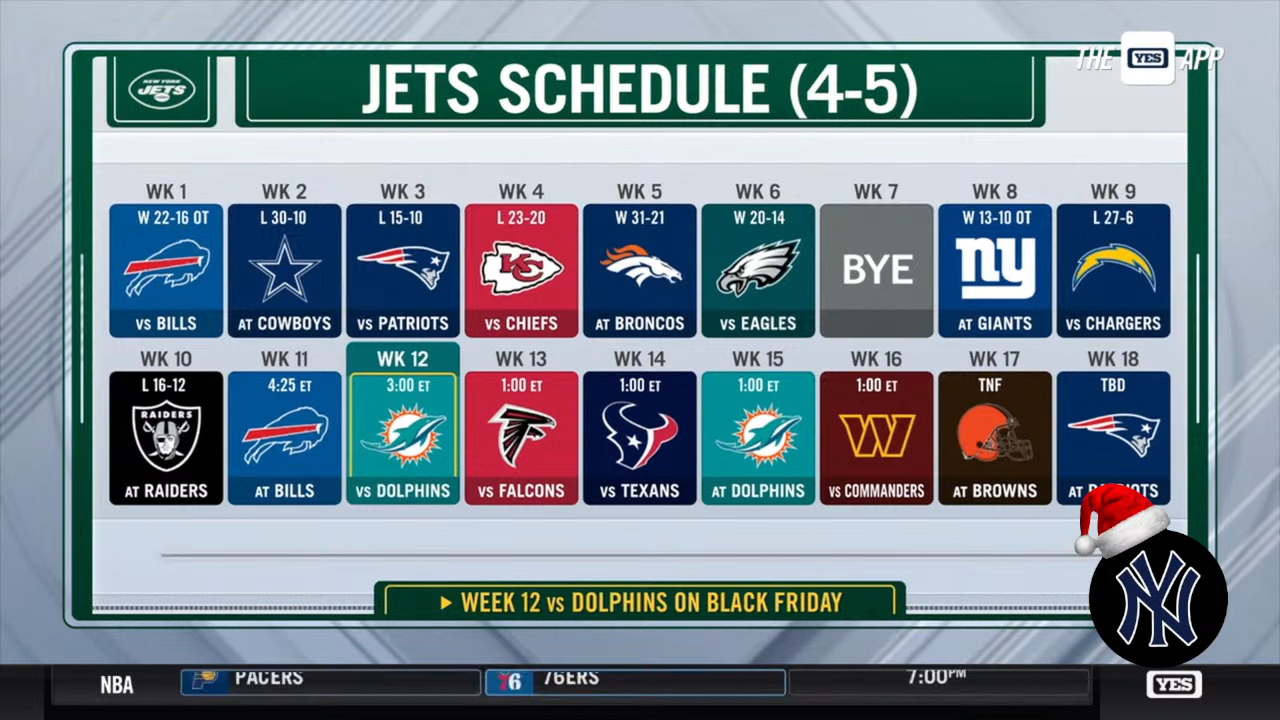 THE YES APP
NEW YORK
JETS
JETS SCHEDULE (4-5)
WK 1 WK 2 WK 3 WK 4 WK 5 WK 6 WK 7 WK 8 WK 9
W 22-16 OT L 30-10 L 15-10 L 23-20 W 31-21 W 20-14 W 13-10 OT L 27-6
KC BYE ny
VS BILLS AT COWBOYS VS PATRIOTS VS CHIEFS AT BRONCOS VS EAGLES AT GIANTS VS CHARGERS
WK 10 WK 11 WK 12 WK 13 WK 14 WK 15 WK 16 WK 17 WK 18
L 16-12 4:25 ET 3:00 ET 1:00 ET 1:00 ET 1:00 ET 1:00 ET TNF TBD
RAIDERS W
AT RAIDERS AT BILLS VS DOLPHINS VS FALCONS VS TEXANS AT DOLPHINS VS COMMANDERS AT BROWNS AT
NY
WEEK 12 VS DOLPHINS ON BLACK FRIDAY
NBA PACERS 76 76ERS 7:00PM YES